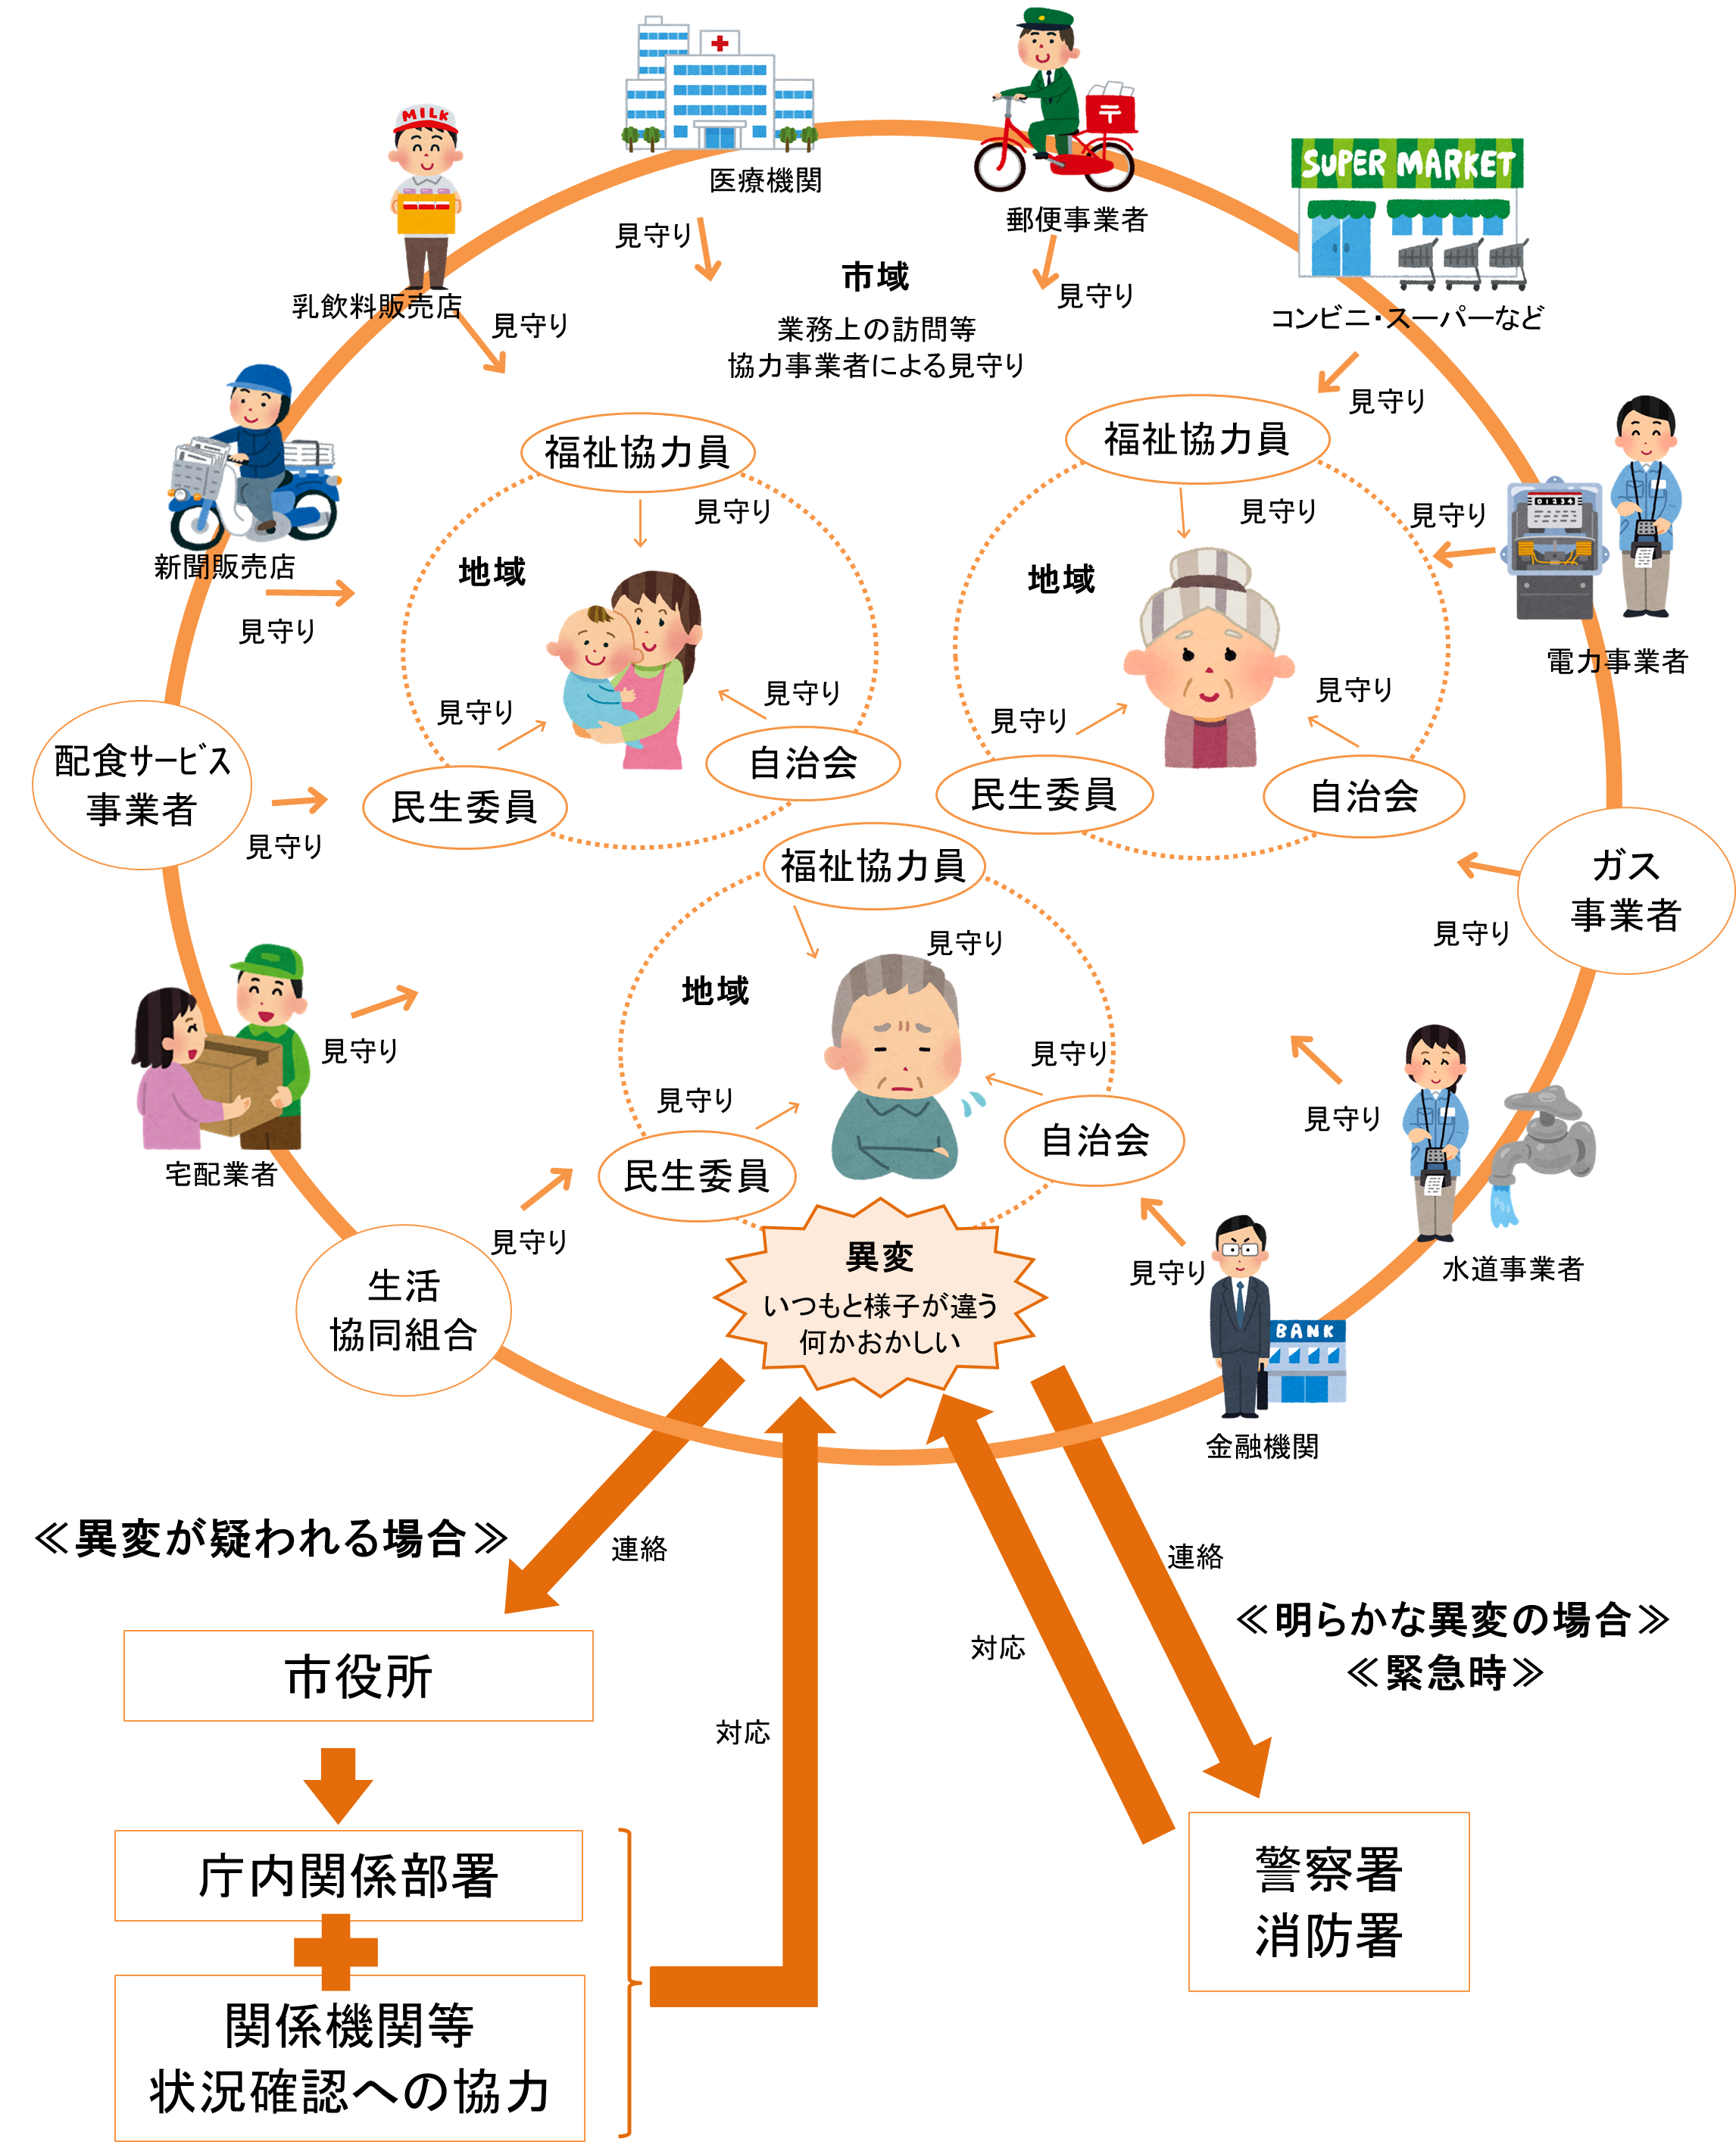 MILK
医療機関
〒
郵便事業者
SUPER MARKET
見守り
見守り
乳飲料販売店
見守り
コンビニ・スーパーなど
市域
業務上の訪問等
協力事業者による見守り
見守り
新聞販売店
見守り
福祉協力員
見守り
地域
見守り
民生委員
見守り
自治会
福祉協力員
見守り
地域
見守り
民生委員
見守り
自治会
見守り
01233
電力事業者
配食サービス
事業者
見守り
ガス
事業者
見守り
福祉協力員
見守り
地域
見守り
民生委員
見守り
自治会
見守り
宅配業者
見守り
水道事業者
生活
協同組合
見守り
見守り
BANK
金融機関
異変
いつもと様子が違う
何かおかしい
≪異変が疑われる場合≫
連絡
連絡
≪明らかな異変の場合≫
≪緊急時≫
対応
対応
市役所
庁内関係部署
関係機関等
状況確認への協力
警察署
消防署